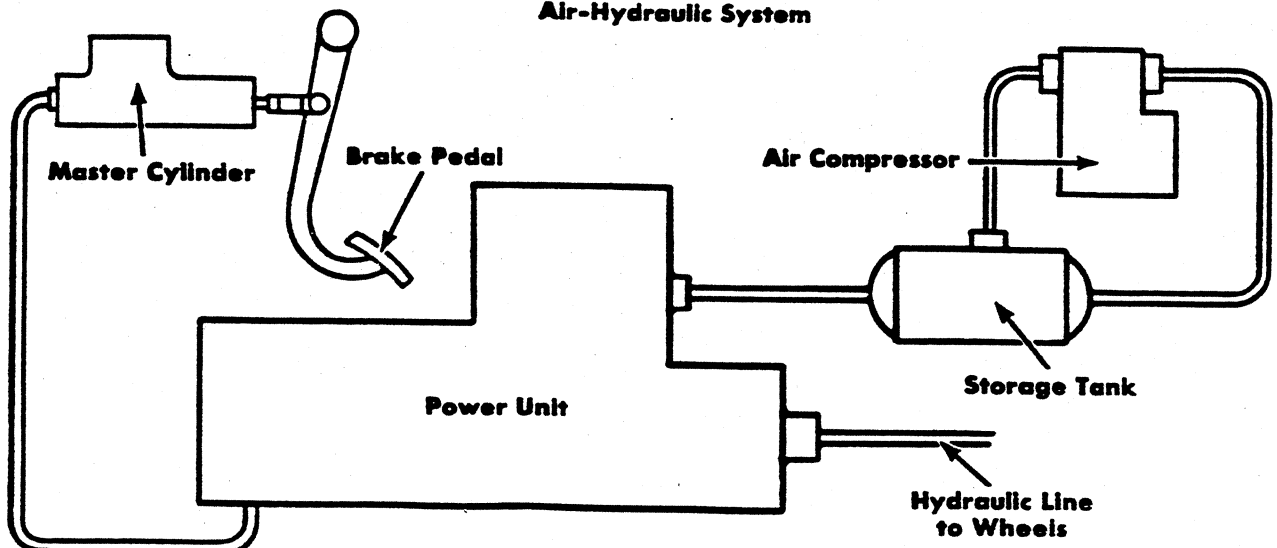 Air-Hydraulic System
Master Cylinder
Brake Pedal
Air Compressor
Storage Tank
Power Unit
Hydraulic Line
to Wheels